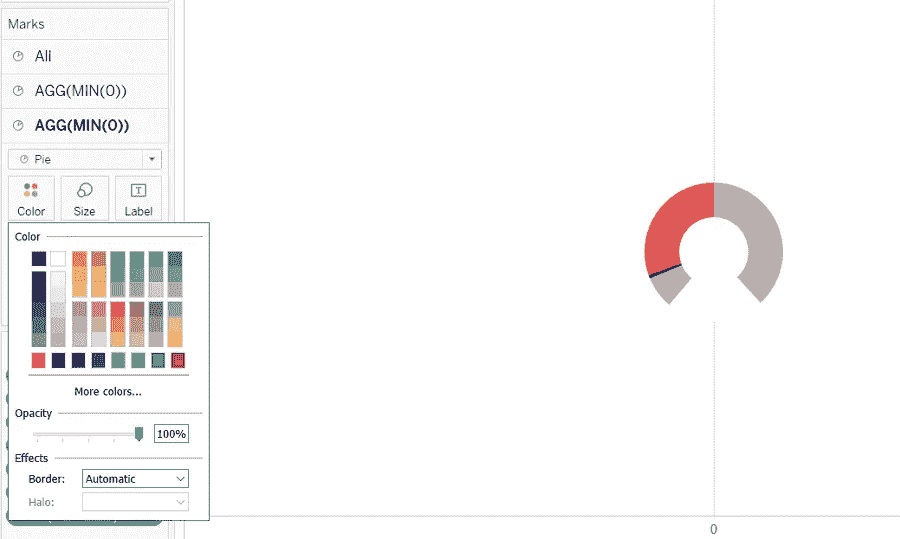 Marks
All
AGG(MIN(0))
AGG(MIN(0))
Pie
Color
Size
T
Label
Color
More colors...
Opacity
100%
Effects
Border: Automatic
Halo:
0